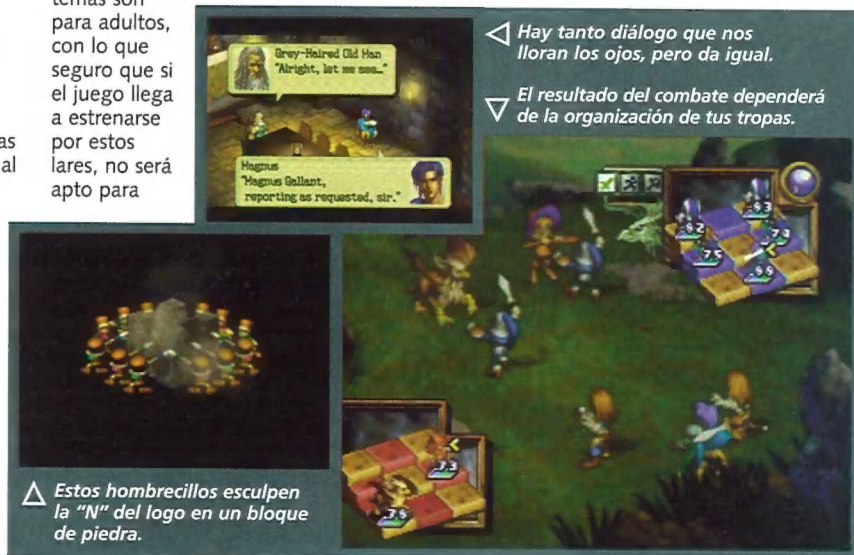 temas son
para adultos,
con lo que
seguro que si
el juego llega
a estrenarse
por estos
lares, no será
apto para
as
al
Grey-Haired Old Man
"Alright, let me see…"
Magnus
"Magnus Gallant,
reporting as requested, sir."
Hay tanto diálogo que nos
lloran los ojos, pero da igual.
El resultado del combate dependerá
de la organización de tus tropas.
Estos hombrecillos esculpen
la "N" del logo en un bloque
de piedra.
73